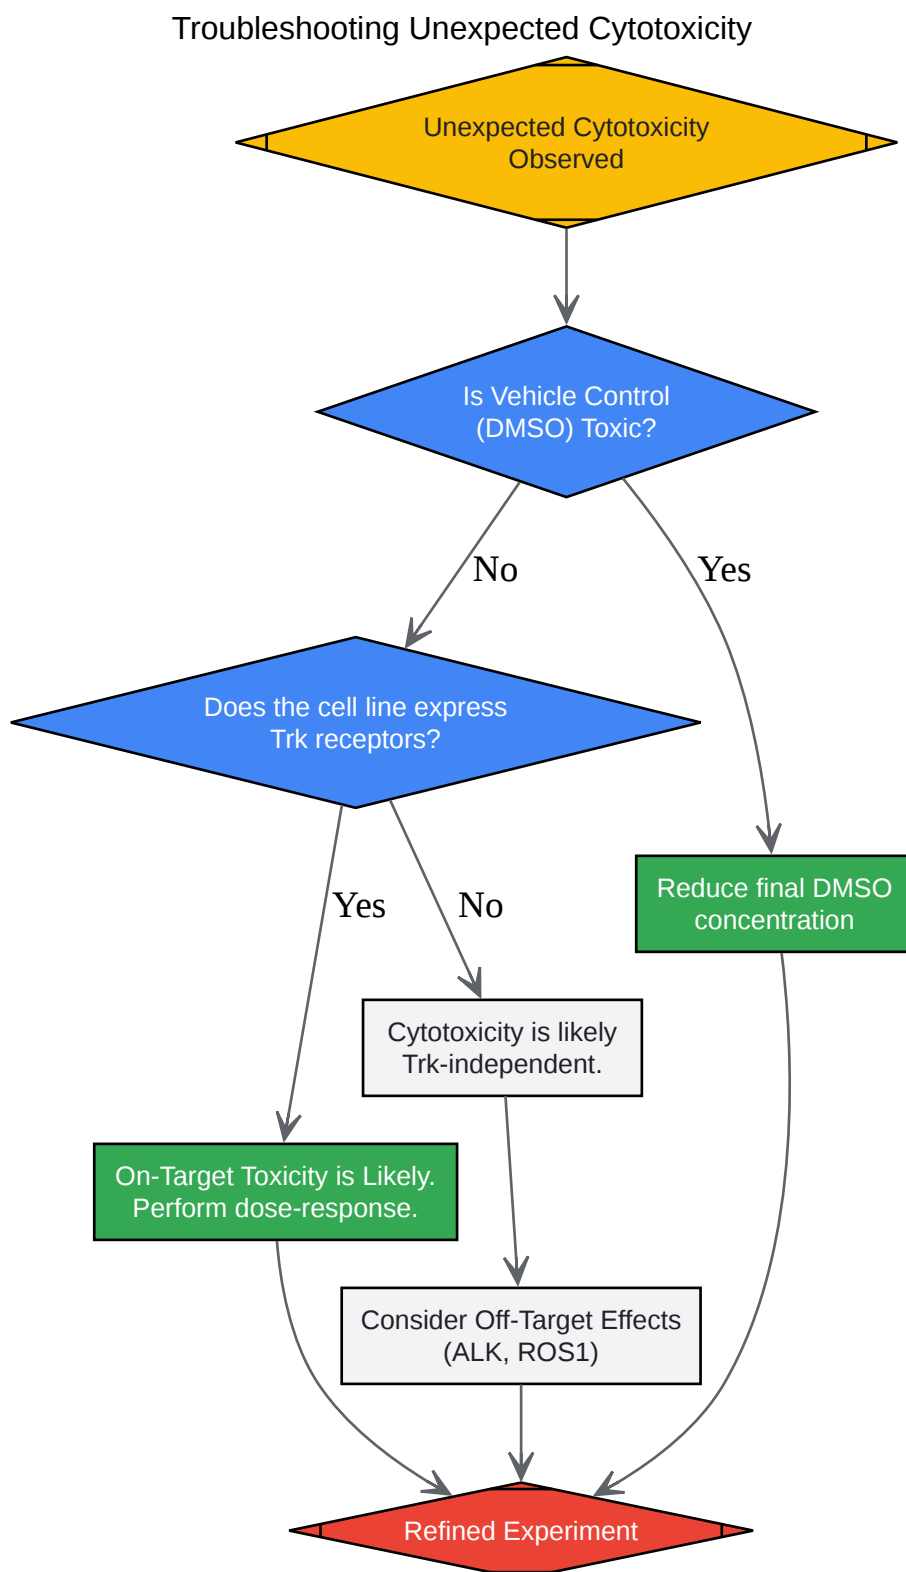 Troubleshooting Unexpected Cytotoxicity
Unexpected Cytotoxicity
Observed
Is Vehicle Control
(DMSO) Toxic?
No
Yes
Does the cell line express
Trk receptors?
Reduce final DMSO
concentration
Yes
No
Cytotoxicity is likely
Trk-independent.
On-Target Toxicity is Likely.
Perform dose-response.
Consider Off-Target Effects
(ALK, ROS1)
Refined Experiment